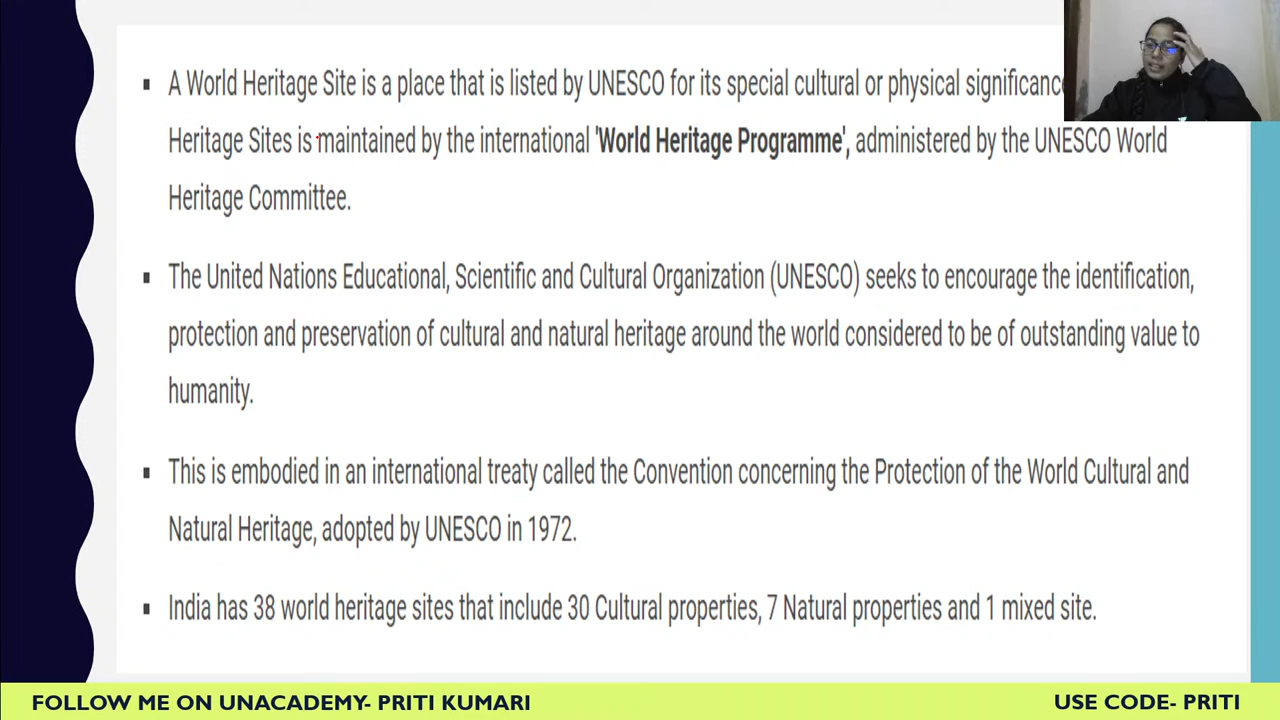 ▪ A World Heritage Site is a place that is listed by UNESCO for its special cultural or physical significance
Heritage Sites is maintained by the international 'World Heritage Programme', administered by the UNESCO World
Heritage Committee.
▪ The United Nations Educational, Scientific and Cultural Organization (UNESCO) seeks to encourage the identification,
protection and preservation of cultural and natural heritage around the world considered to be of outstanding value to
humanity.
▪ This is embodied in an international treaty called the Convention concerning the Protection of the World Cultural and
Natural Heritage, adopted by UNESCO in 1972.
▪ India has 38 world heritage sites that include 30 Cultural properties, 7 Natural properties and 1 mixed site.
FOLLOW ME ON UNACADEMY- PRITI KUMARI
USE CODE- PRITI